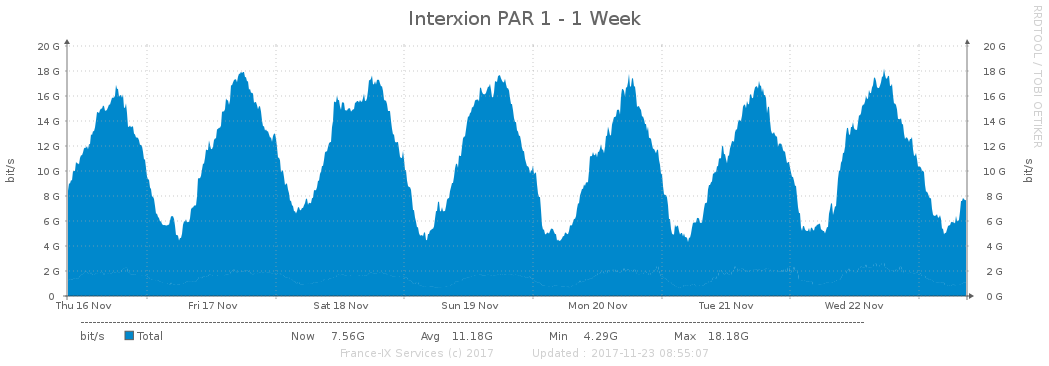 Interxion PAR 1 - 1 Week
RRDTOOL / TOBI OETIKER
bit/s
20 G 20 G
18 G 18 G
16 G 16 G
14 G 14 G
12 G 12 G
10 G 10 G
8 G 8 G
6 G 6 G
4 G 4 G
2 G 2 G
0 0 G
bit/s
Thu 16 Nov Fri 17 Nov Sat 18 Nov Sun 19 Nov Mon 20 Nov Tue 21 Nov Wed 22 Nov
bit/s Total Now 7.56G Avg 11.18G Min 4.29G Max 18.18G
France-IX Services (c) 2017 Updated : 2017-11-23 08:55:07